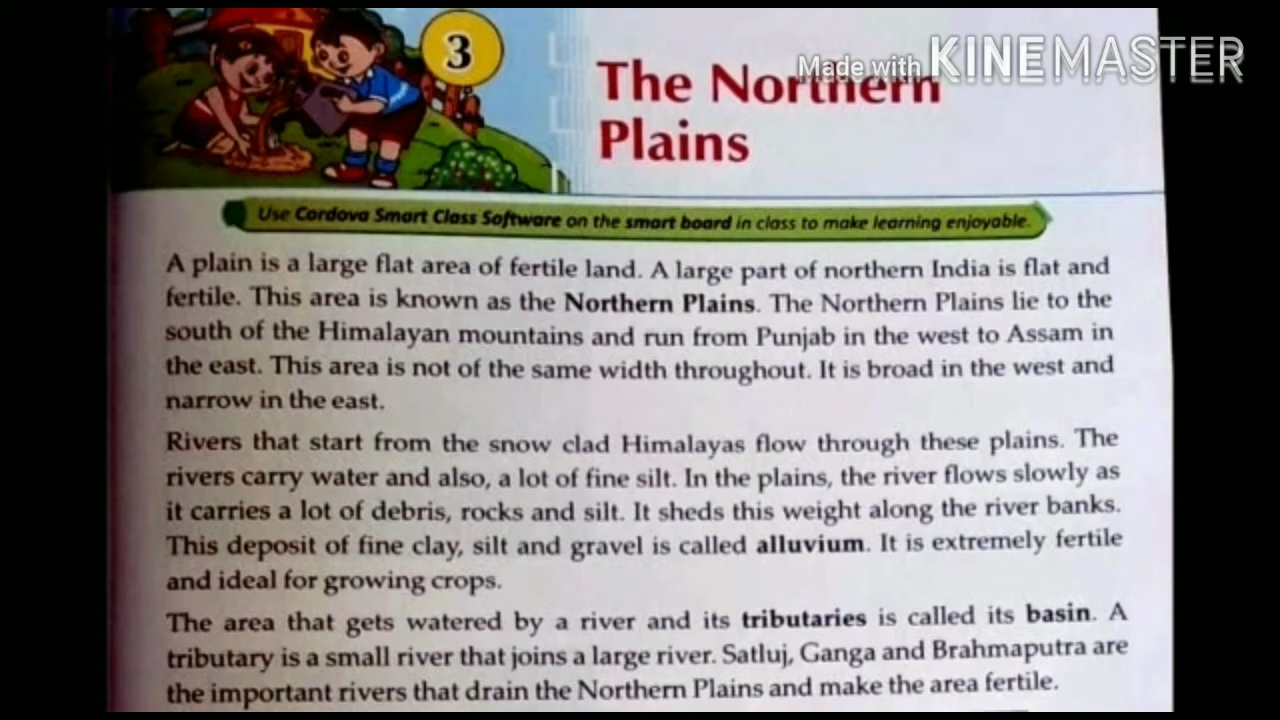 3
Made with KINEMASTER
The Northern
Plains
Use Cordova Smart Class Software on the smart board in class to make learning enjoyable.
A plain is a large flat area of fertile land. A large part of northern India is flat and
fertile. This area is known as the Northern Plains. The Northern Plains lie to the
south of the Himalayan mountains and run from Punjab in the west to Assam in
the east. This area is not of the same width throughout. It is broad in the west and
narrow in the east.
Rivers that start from the snow clad Himalayas flow through these plains. The
rivers carry water and also, a lot of fine silt. In the plains, the river flows slowly as
it carries a lot of debris, rocks and silt. It sheds this weight along the river banks.
This deposit of fine clay, silt and gravel is called alluvium. It is extremely fertile
and ideal for growing crops.
The area that gets watered by a river and its tributaries is called its basin. A
tributary is a small river that joins a large river. Satluj, Ganga and Brahmaputra are
the important rivers that drain the Northern Plains and make the area fertile.